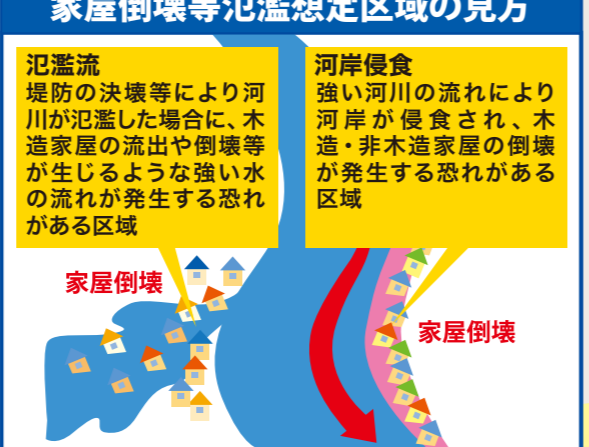 家屋倒壊等氾濫想定区域の見方
氾濫流
堤防の決壊等により河
川が氾濫した場合に、木
造家屋の流出や倒壊等
が生じるような強い水
の流れが発生する恐れ
がある区域
河岸侵食
強い河川の流れにより
河岸が侵食され、木
造・非木造家屋の倒壊
が発生する恐れがある
区域
家屋倒壊
家屋倒壊